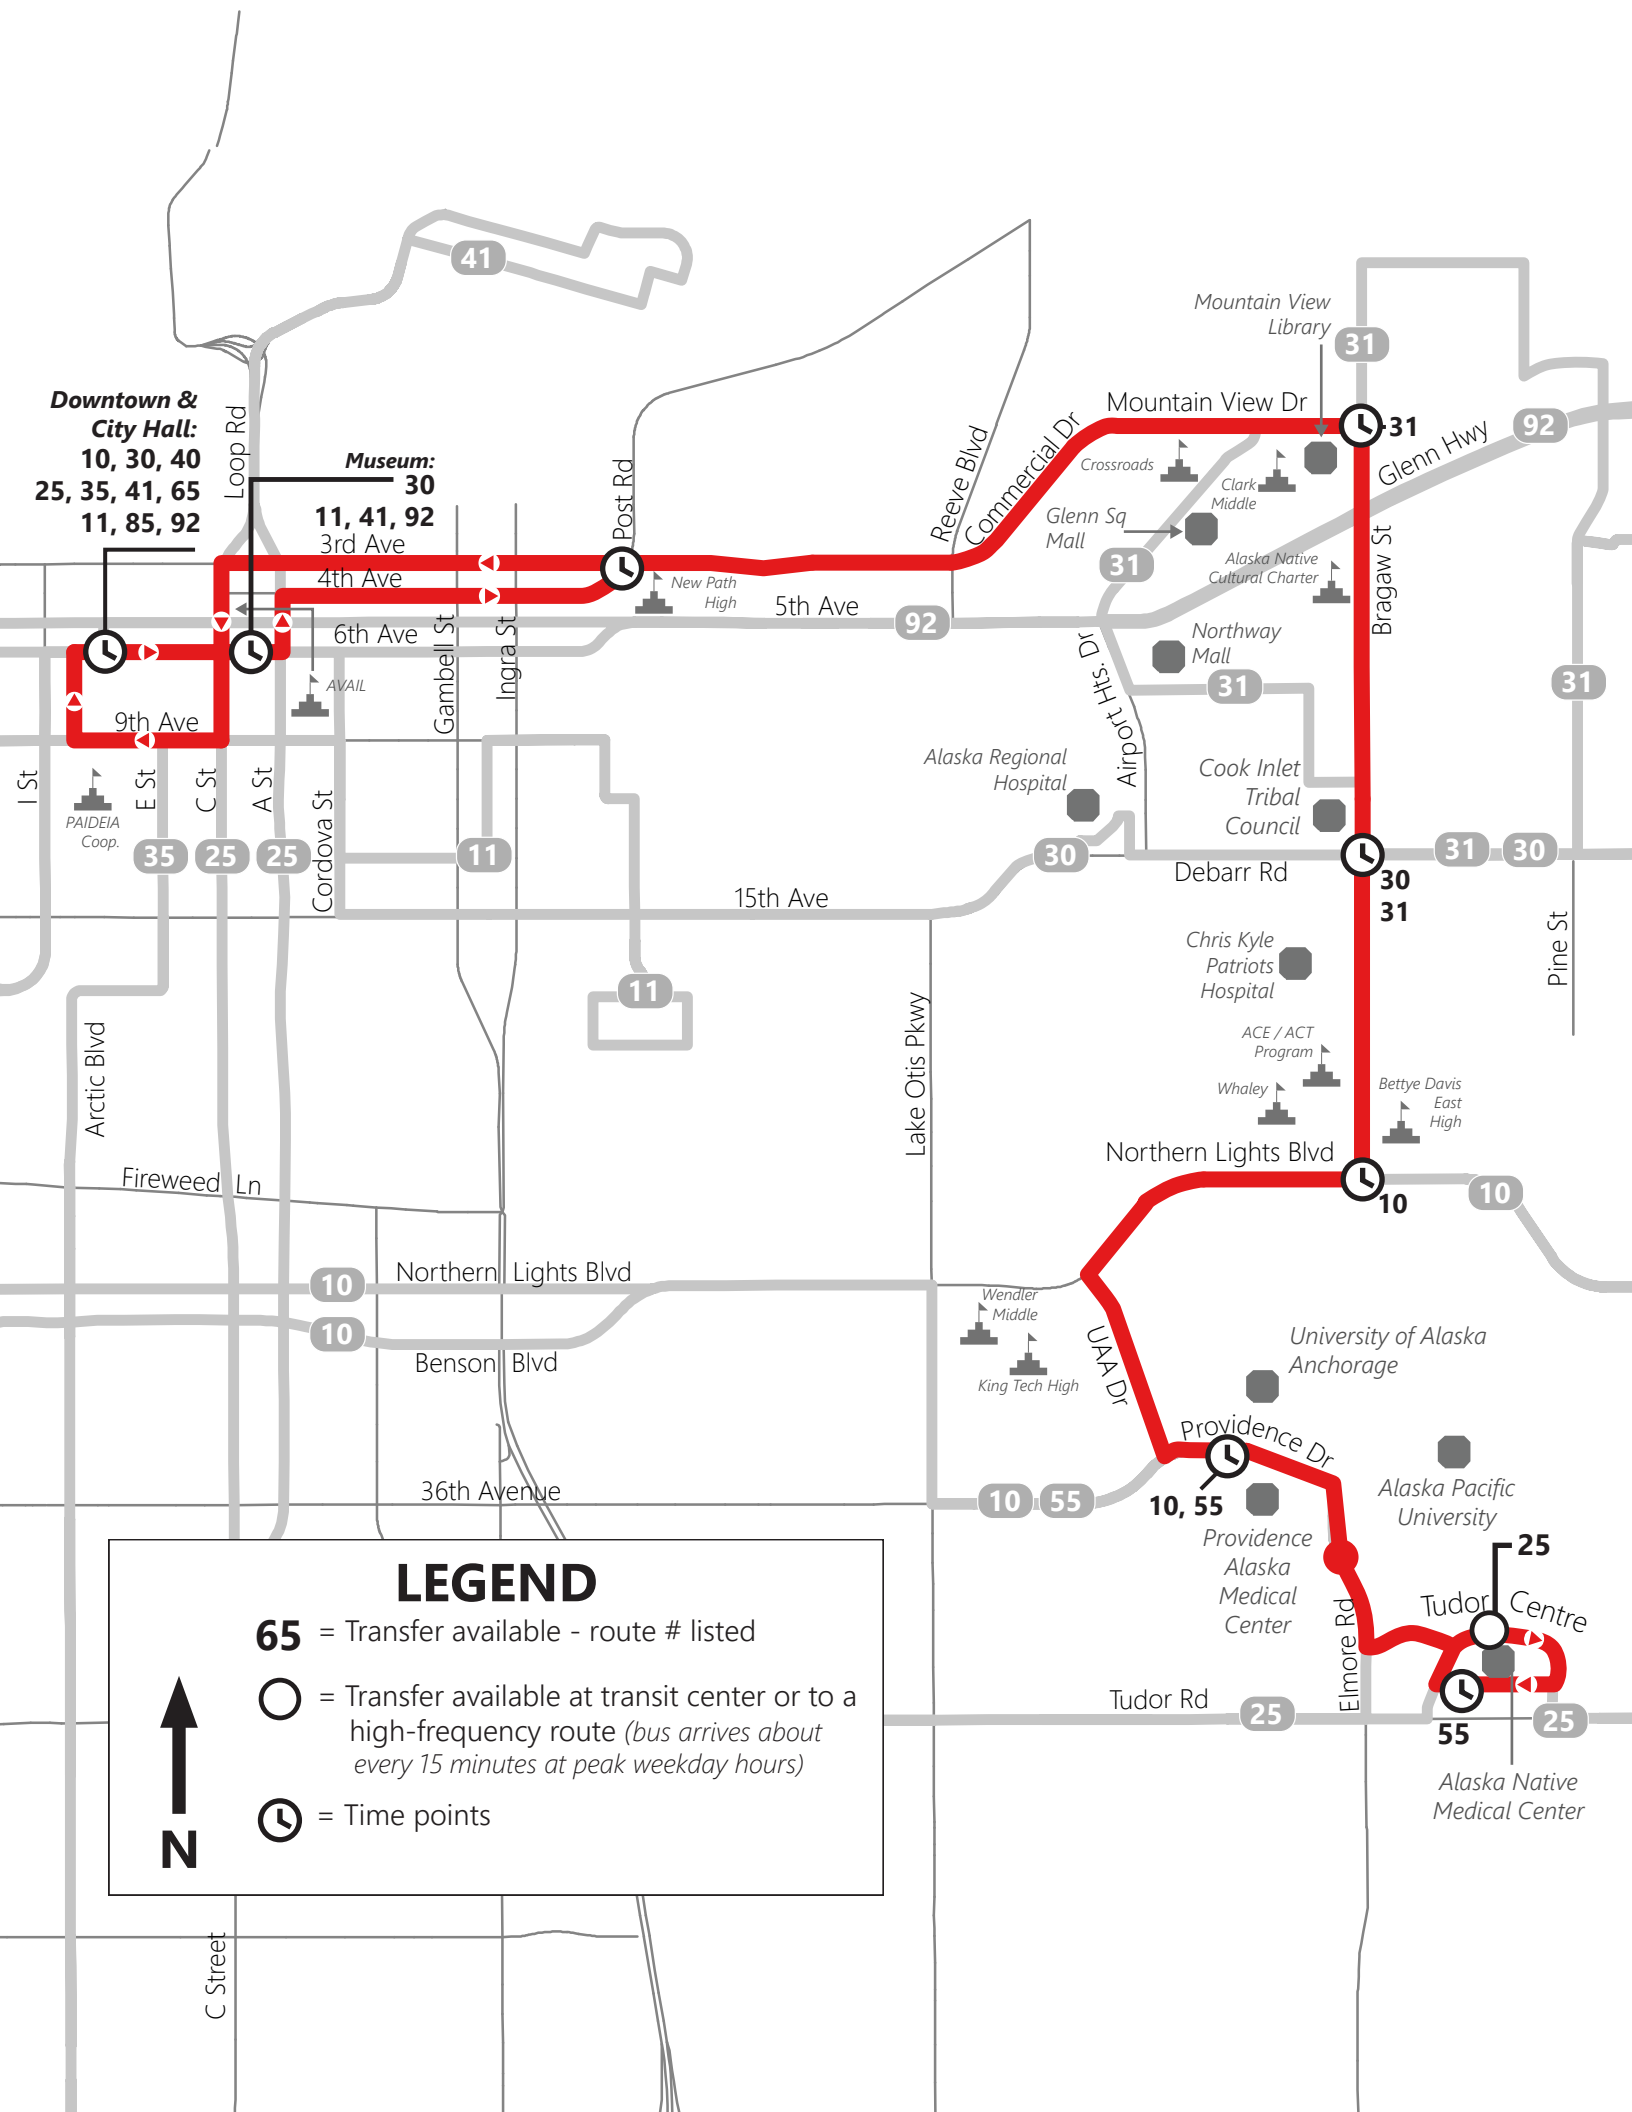 41
Mountain View
Library
31
Downtown &
City Hall:
10, 30, 40
25, 35, 41, 65
11, 85, 92
Loop Rd
Museum:
30
11, 41, 92
Mountain View Dr
31
92
Glenn Hwy
Post Rd
Reeve Blvd
Commercial Dr
Crossroads
Clark
Middle
Glenn Sq
Mall
31
Alaska Native
Cultural Charter
Bragaw St
3rd Ave
4th Ave
New Path
High
5th Ave
92
6th Ave
Gambell St
Ingra St
Northway
Mall
31
31
Airport Hts. Dr
AVAIL
9th Ave
I St
E St
C St
A St
Cordova St
PAIDEIA
Coop.
35
25
25
11
Alaska Regional
Hospital
Cook Inlet
Tribal
Council
30
31
30
Debarr Rd
30
31
15th Ave
Pine St
Chris Kyle
Patriots
Hospital
11
Lake Otis Pkwy
Arctic Blvd
ACE / ACT
Program
Whaley
Bettye Davis
East
High
Northern Lights Blvd
10
10
Fireweed Ln
Northern Lights Blvd
10
10
Benson Blvd
Wendler
Middle
King Tech High
UAA Dr
University of Alaska
Anchorage
Providence Dr
10, 55
10
55
36th Avenue
Alaska Pacific
University
Providence
Alaska
Medical
Center
25
Tudor Centre
Elmore Rd
Tudor Rd
25
55
25
Alaska Native
Medical Center
LEGEND
65 = Transfer available - route # listed
= Transfer available at transit center or to a
high-frequency route (bus arrives about
every 15 minutes at peak weekday hours)
= Time points
N
C Street